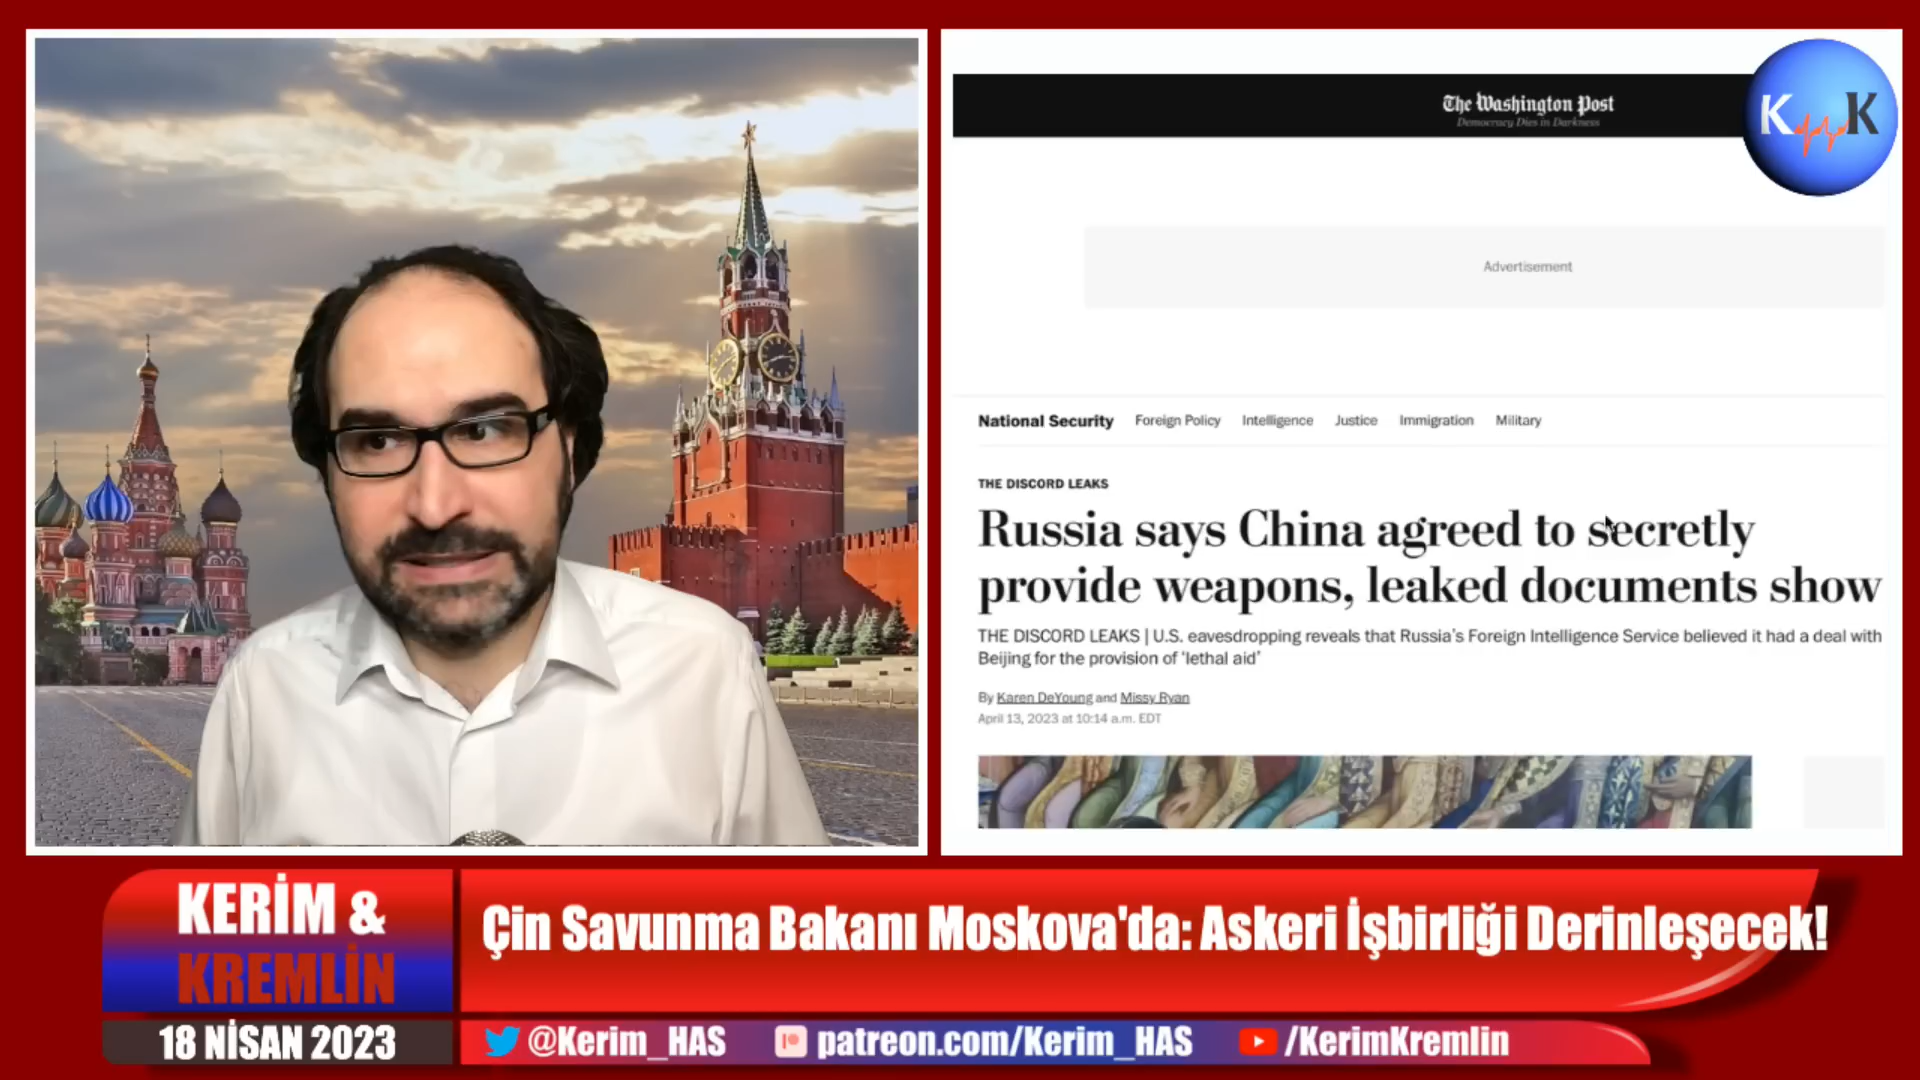 The Washington Post
Democracy Dies in Darkness
K K
Advertisement
National Security Foreign Policy Intelligence Justice Immigration Military
THE DISCORD LEAKS
Russia says China agreed to secretly
provide weapons, leaked documents show
THE DISCORD LEAKS | U.S. eavesdropping reveals that Russia's Foreign Intelligence Service believed it had a deal with
Beijing for the provision of 'lethal aid'
By Karen DeYoung and Missy Ryan
April 13, 2023 at 10:14 a.m. EDT
KERİM &
KREMLİN
Çin Savunma Bakanı Moskova'da: Askeri İşbirliği Derinleşecek!
18 NİSAN 2023
@Kerim_HAS patreon.com/Kerim_HAS /KerimKremlin